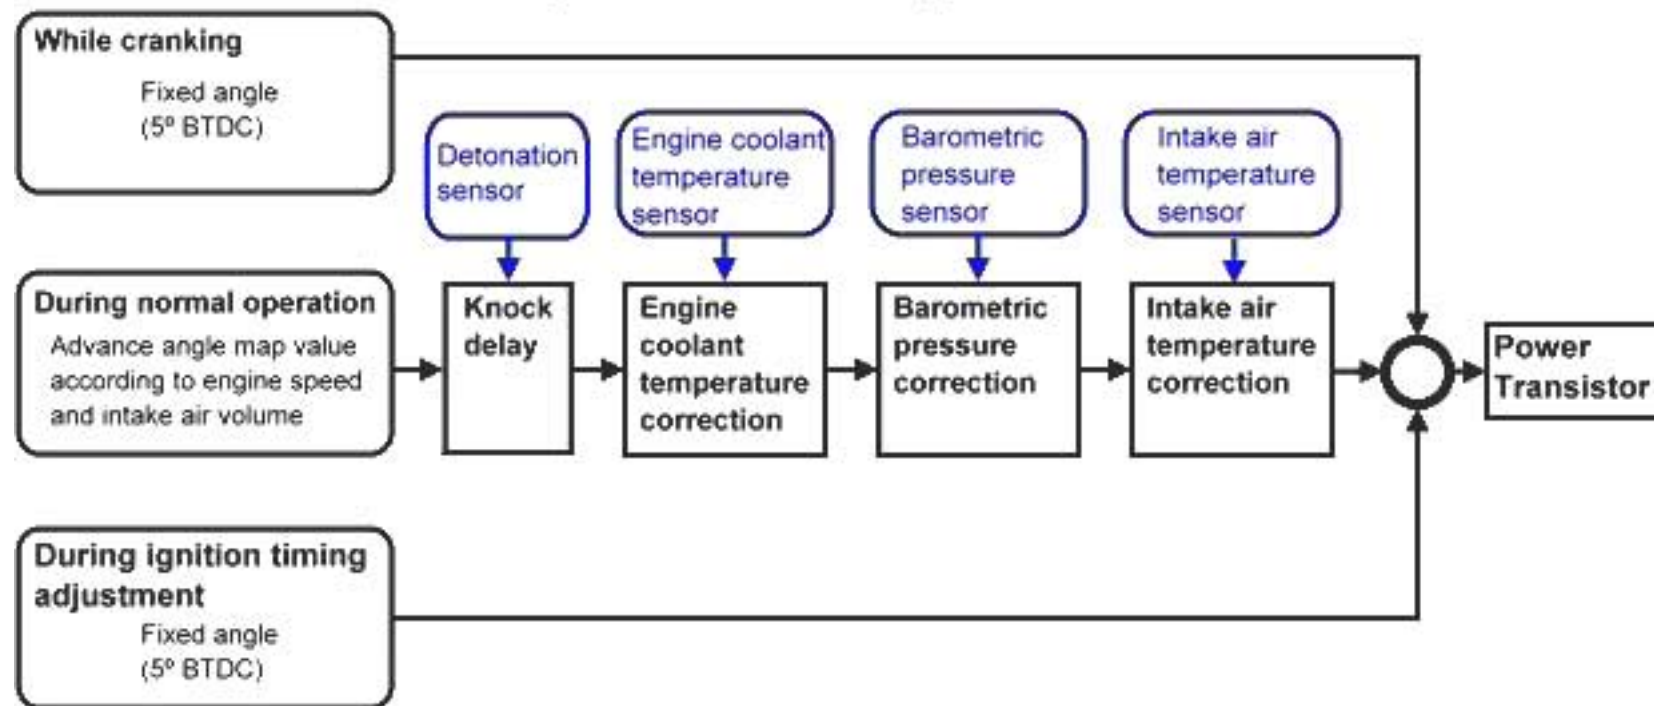 While cranking
Fixed angle
(5º BTDC)
Detonation
sensor
Engine coolant
temperature
sensor
Barometric
pressure
sensor
Intake air
temperature
sensor
During normal operation
Advance angle map value
according to engine speed
and intake air volume
Knock
delay
Engine
coolant
temperature
correction
Barometric
pressure
correction
Intake air
temperature
correction
Power
Transistor
During ignition timing
adjustment
Fixed angle
(5º BTDC)